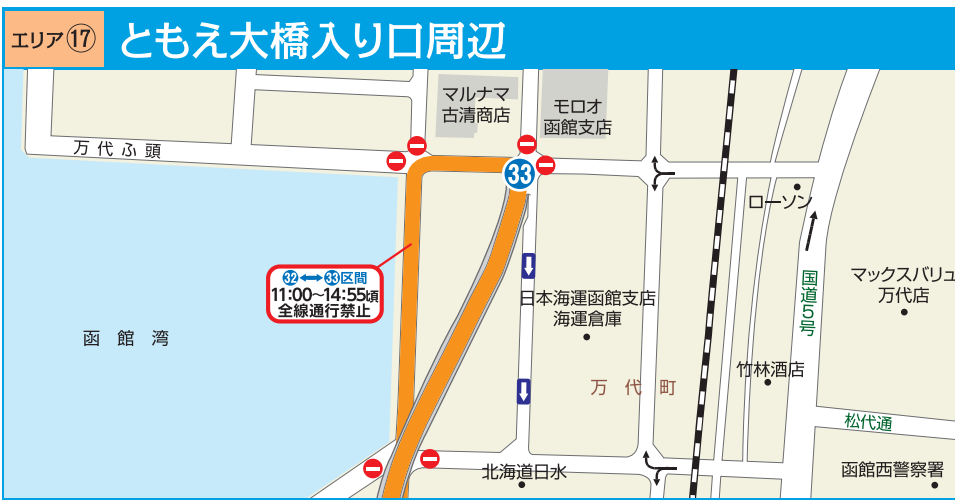 エリア⑰ ともえ大橋入り口周辺
マルナマ
古清商店
モロオ
函館支店
万代ふ頭
33
ローソン
32⟷33区間
11:00〜14:55頃
全線通行禁止
国道5号
マックスバリュ
万代店
日本海運函館支店
海運倉庫
函館湾
竹林酒店
万代町
松代通
北海道日水
函館西警察署